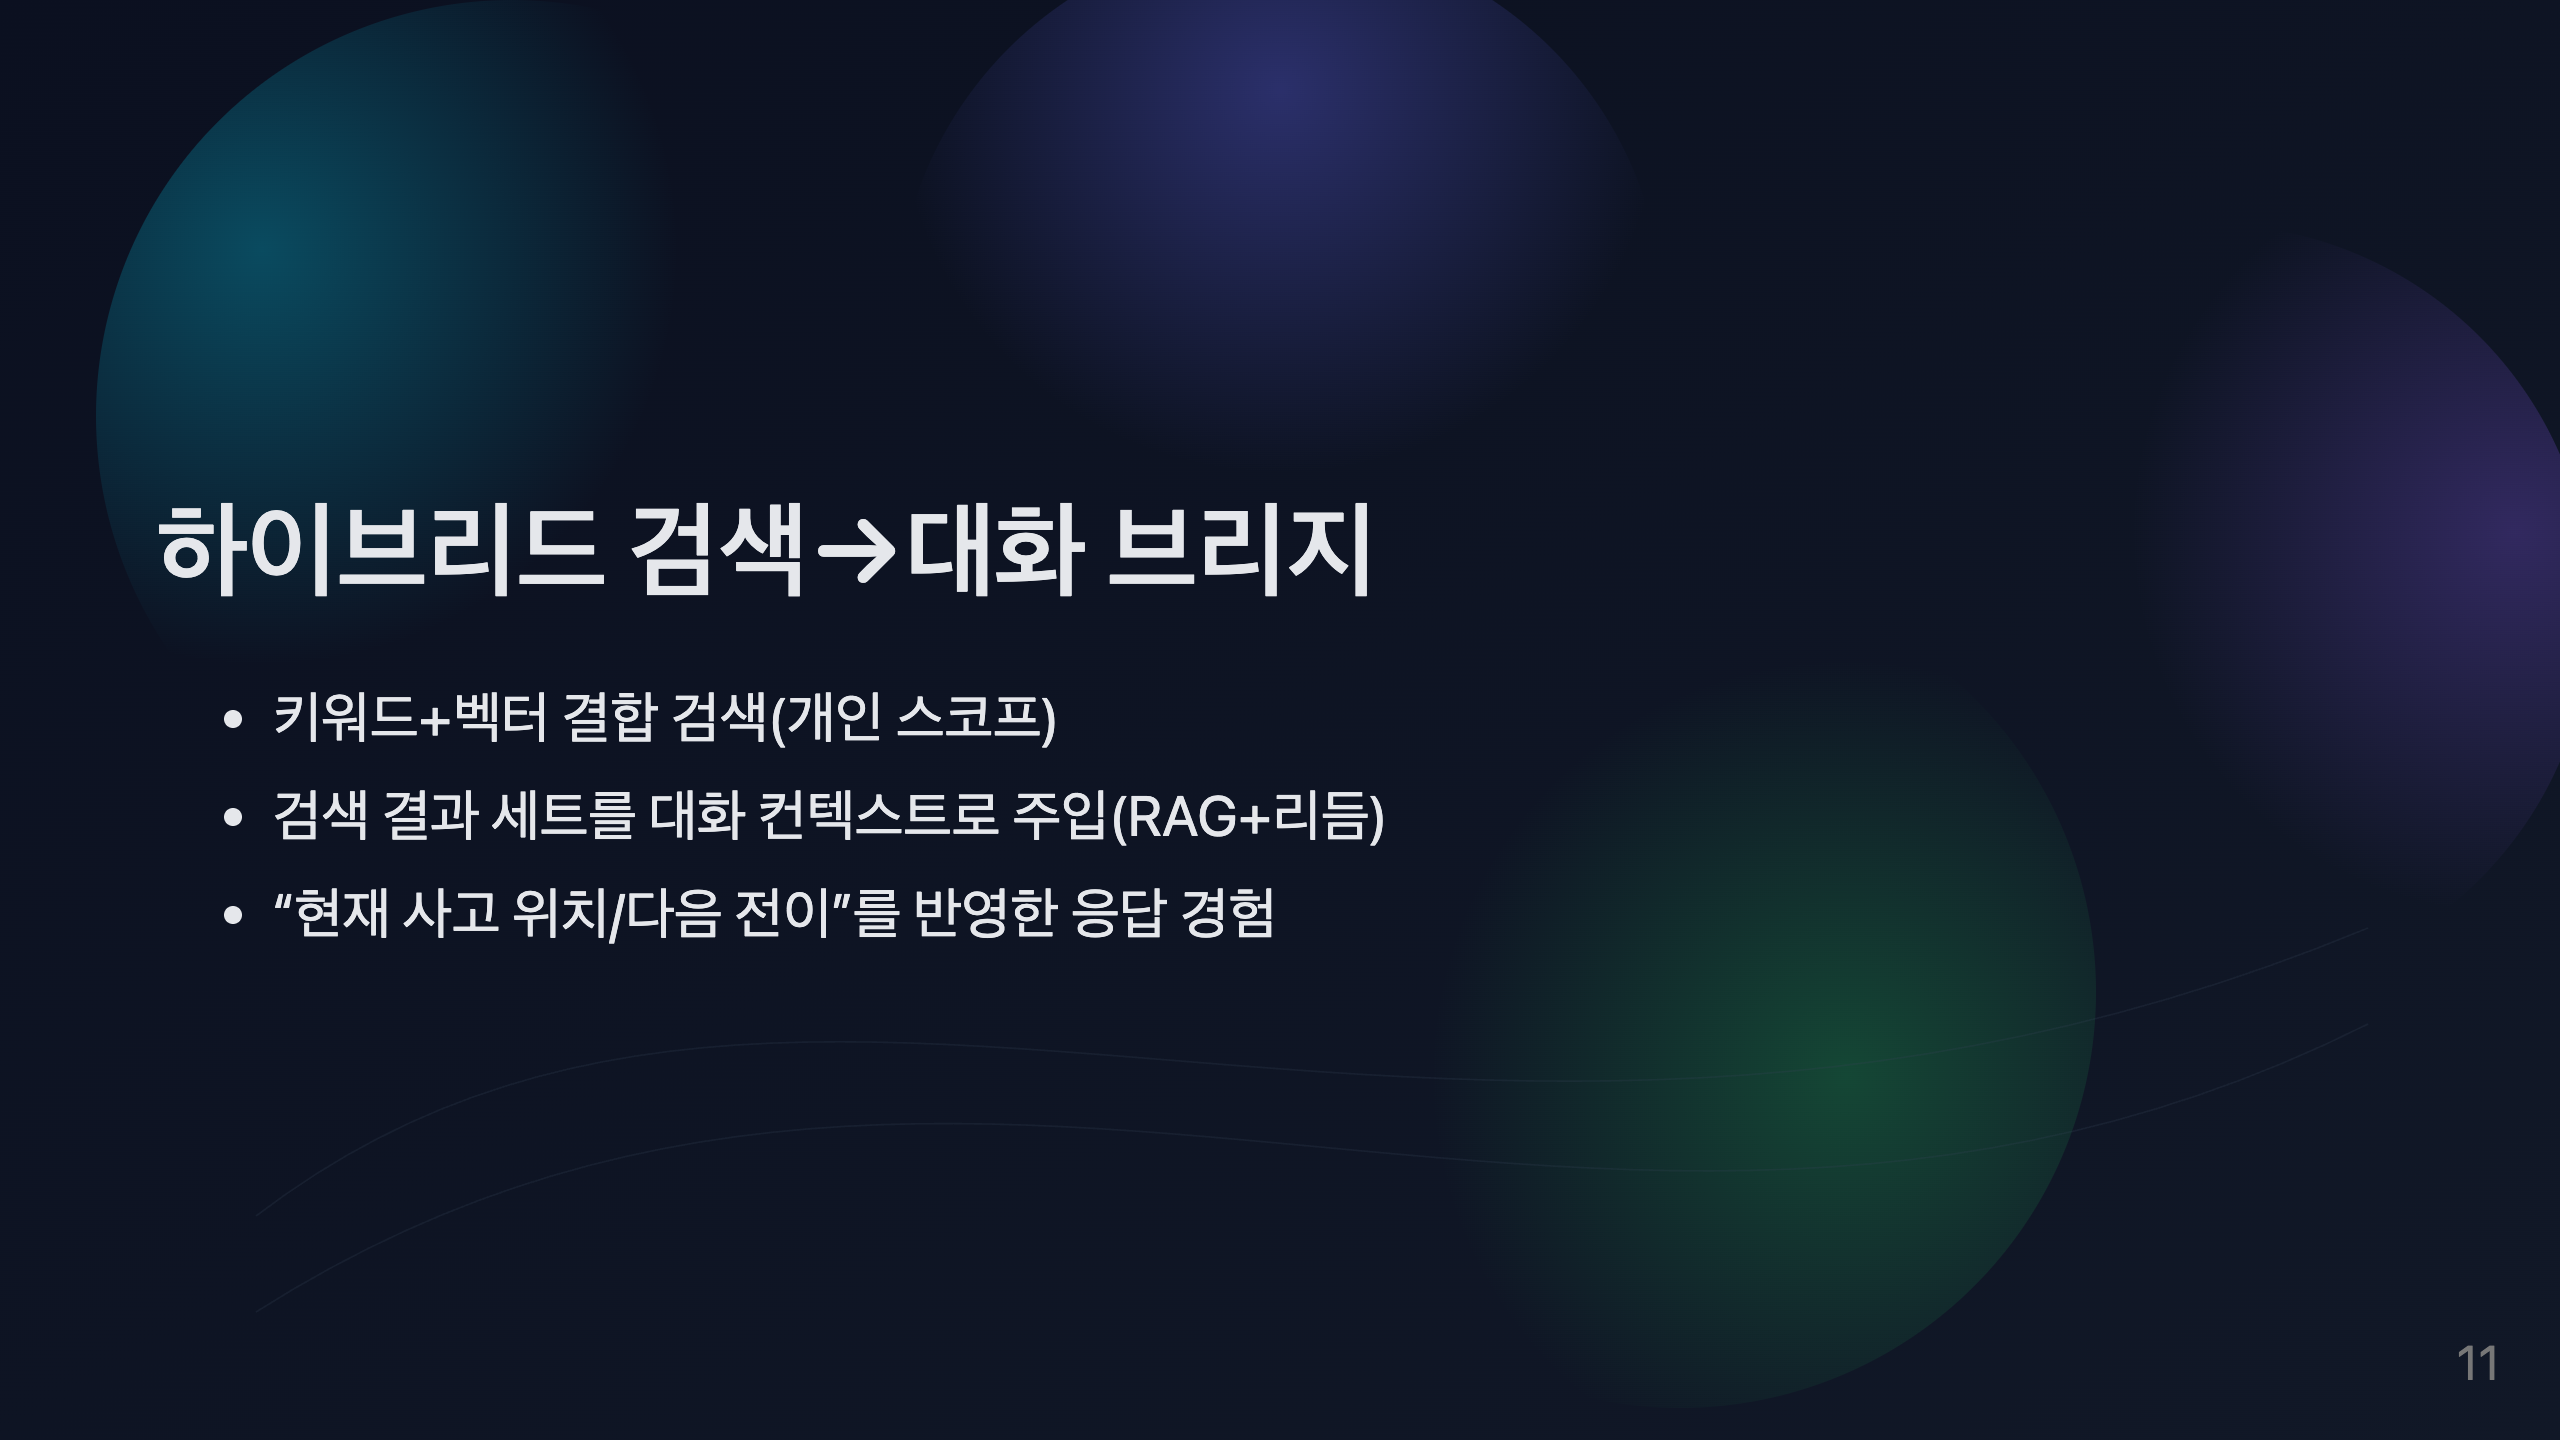 하이브리드 검색→대화 브리지
• 키워드+벡터 결합 검색(개인 스코프)
• 검색 결과 세트를 대화 컨텍스트로 주입(RAG+리듬)
• “현재 사고 위치/다음 전이”를 반영한 응답 경험
11